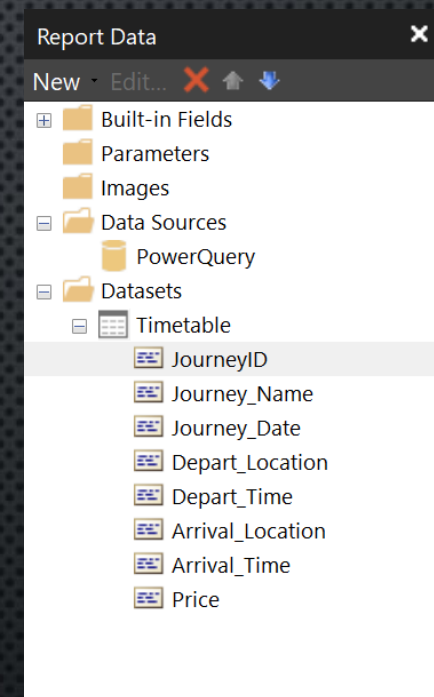 Report Data
New Edit...
Built-in Fields
Parameters
Images
Data Sources
PowerQuery
Datasets
Timetable
JourneyID
Journey_Name
Journey_Date
Depart_Location
Depart_Time
Arrival_Location
Arrival_Time
Price